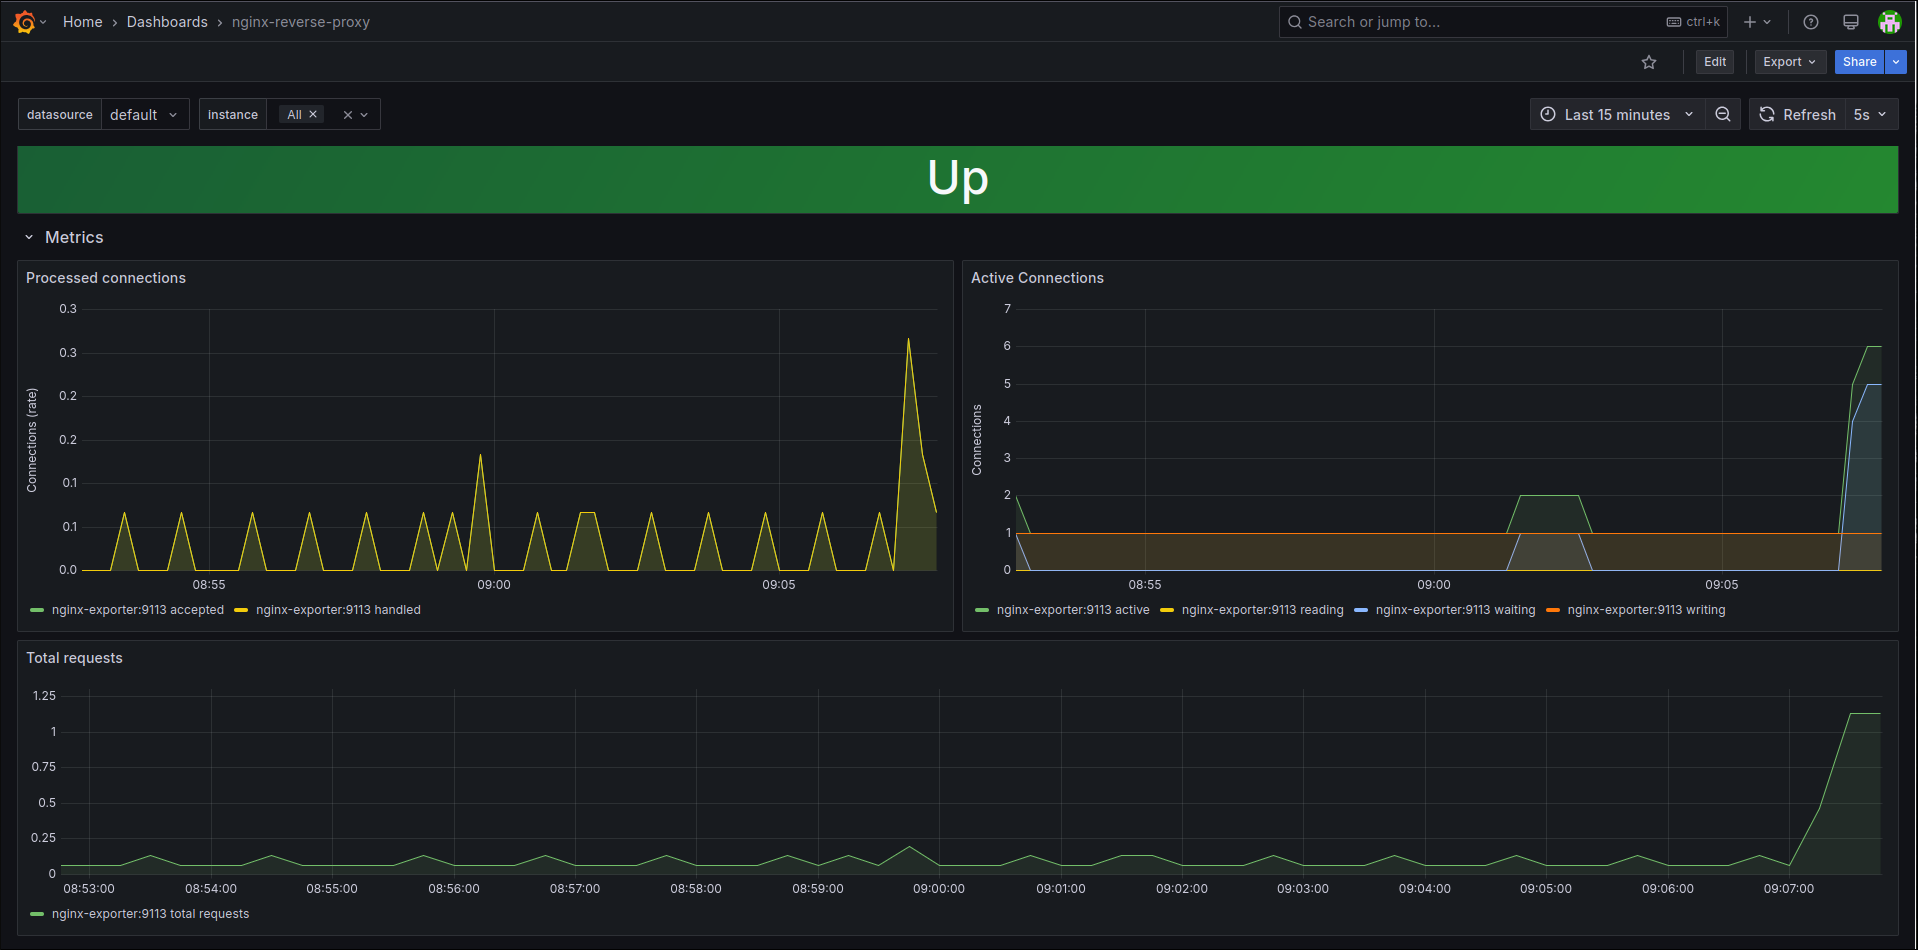 Home › Dashboards › nginx-reverse-proxy Search or jump to... ctrl+k
Edit Export Share
datasource default Instance All Last 15 minutes Refresh 5s
Up
Metrics
Processed connections
Connections (rate)
0.3
0.3
0.2
0.2
0.1
0.1
0.0
08:55 09:00 09:05
nginx-exporter:9113 accepted nginx-exporter:9113 handled
Active Connections
Connections
7
6
5
4
3
2
1
0
08:55 09:00 09:05
nginx-exporter:9113 active nginx-exporter:9113 reading nginx-exporter:9113 waiting nginx-exporter:9113 writing
Total requests
1.25
1
0.75
0.5
0.25
0
08:53:00 08:54:00 08:55:00 08:56:00 08:57:00 08:58:00 08:59:00 09:00:00 09:01:00 09:02:00 09:03:00 09:04:00 09:05:00 09:06:00 09:07:00
nginx-exporter:9113 total requests